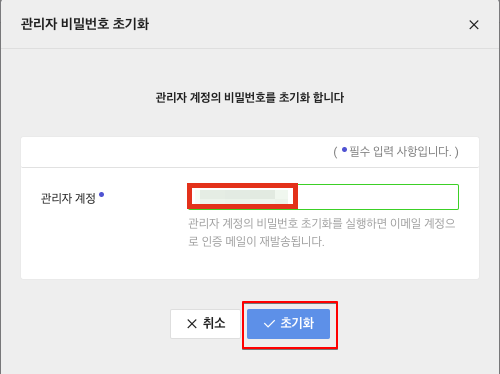 관리자 비밀번호 초기화
관리자 계정의 비밀번호를 초기화 합니다
( 필수 입력 사항입니다. )
관리자 계정
관리자 계정의 비밀번호 초기화를 실행하면 이메일 계정으
로 인증 메일이 재발송됩니다.
취소 초기화